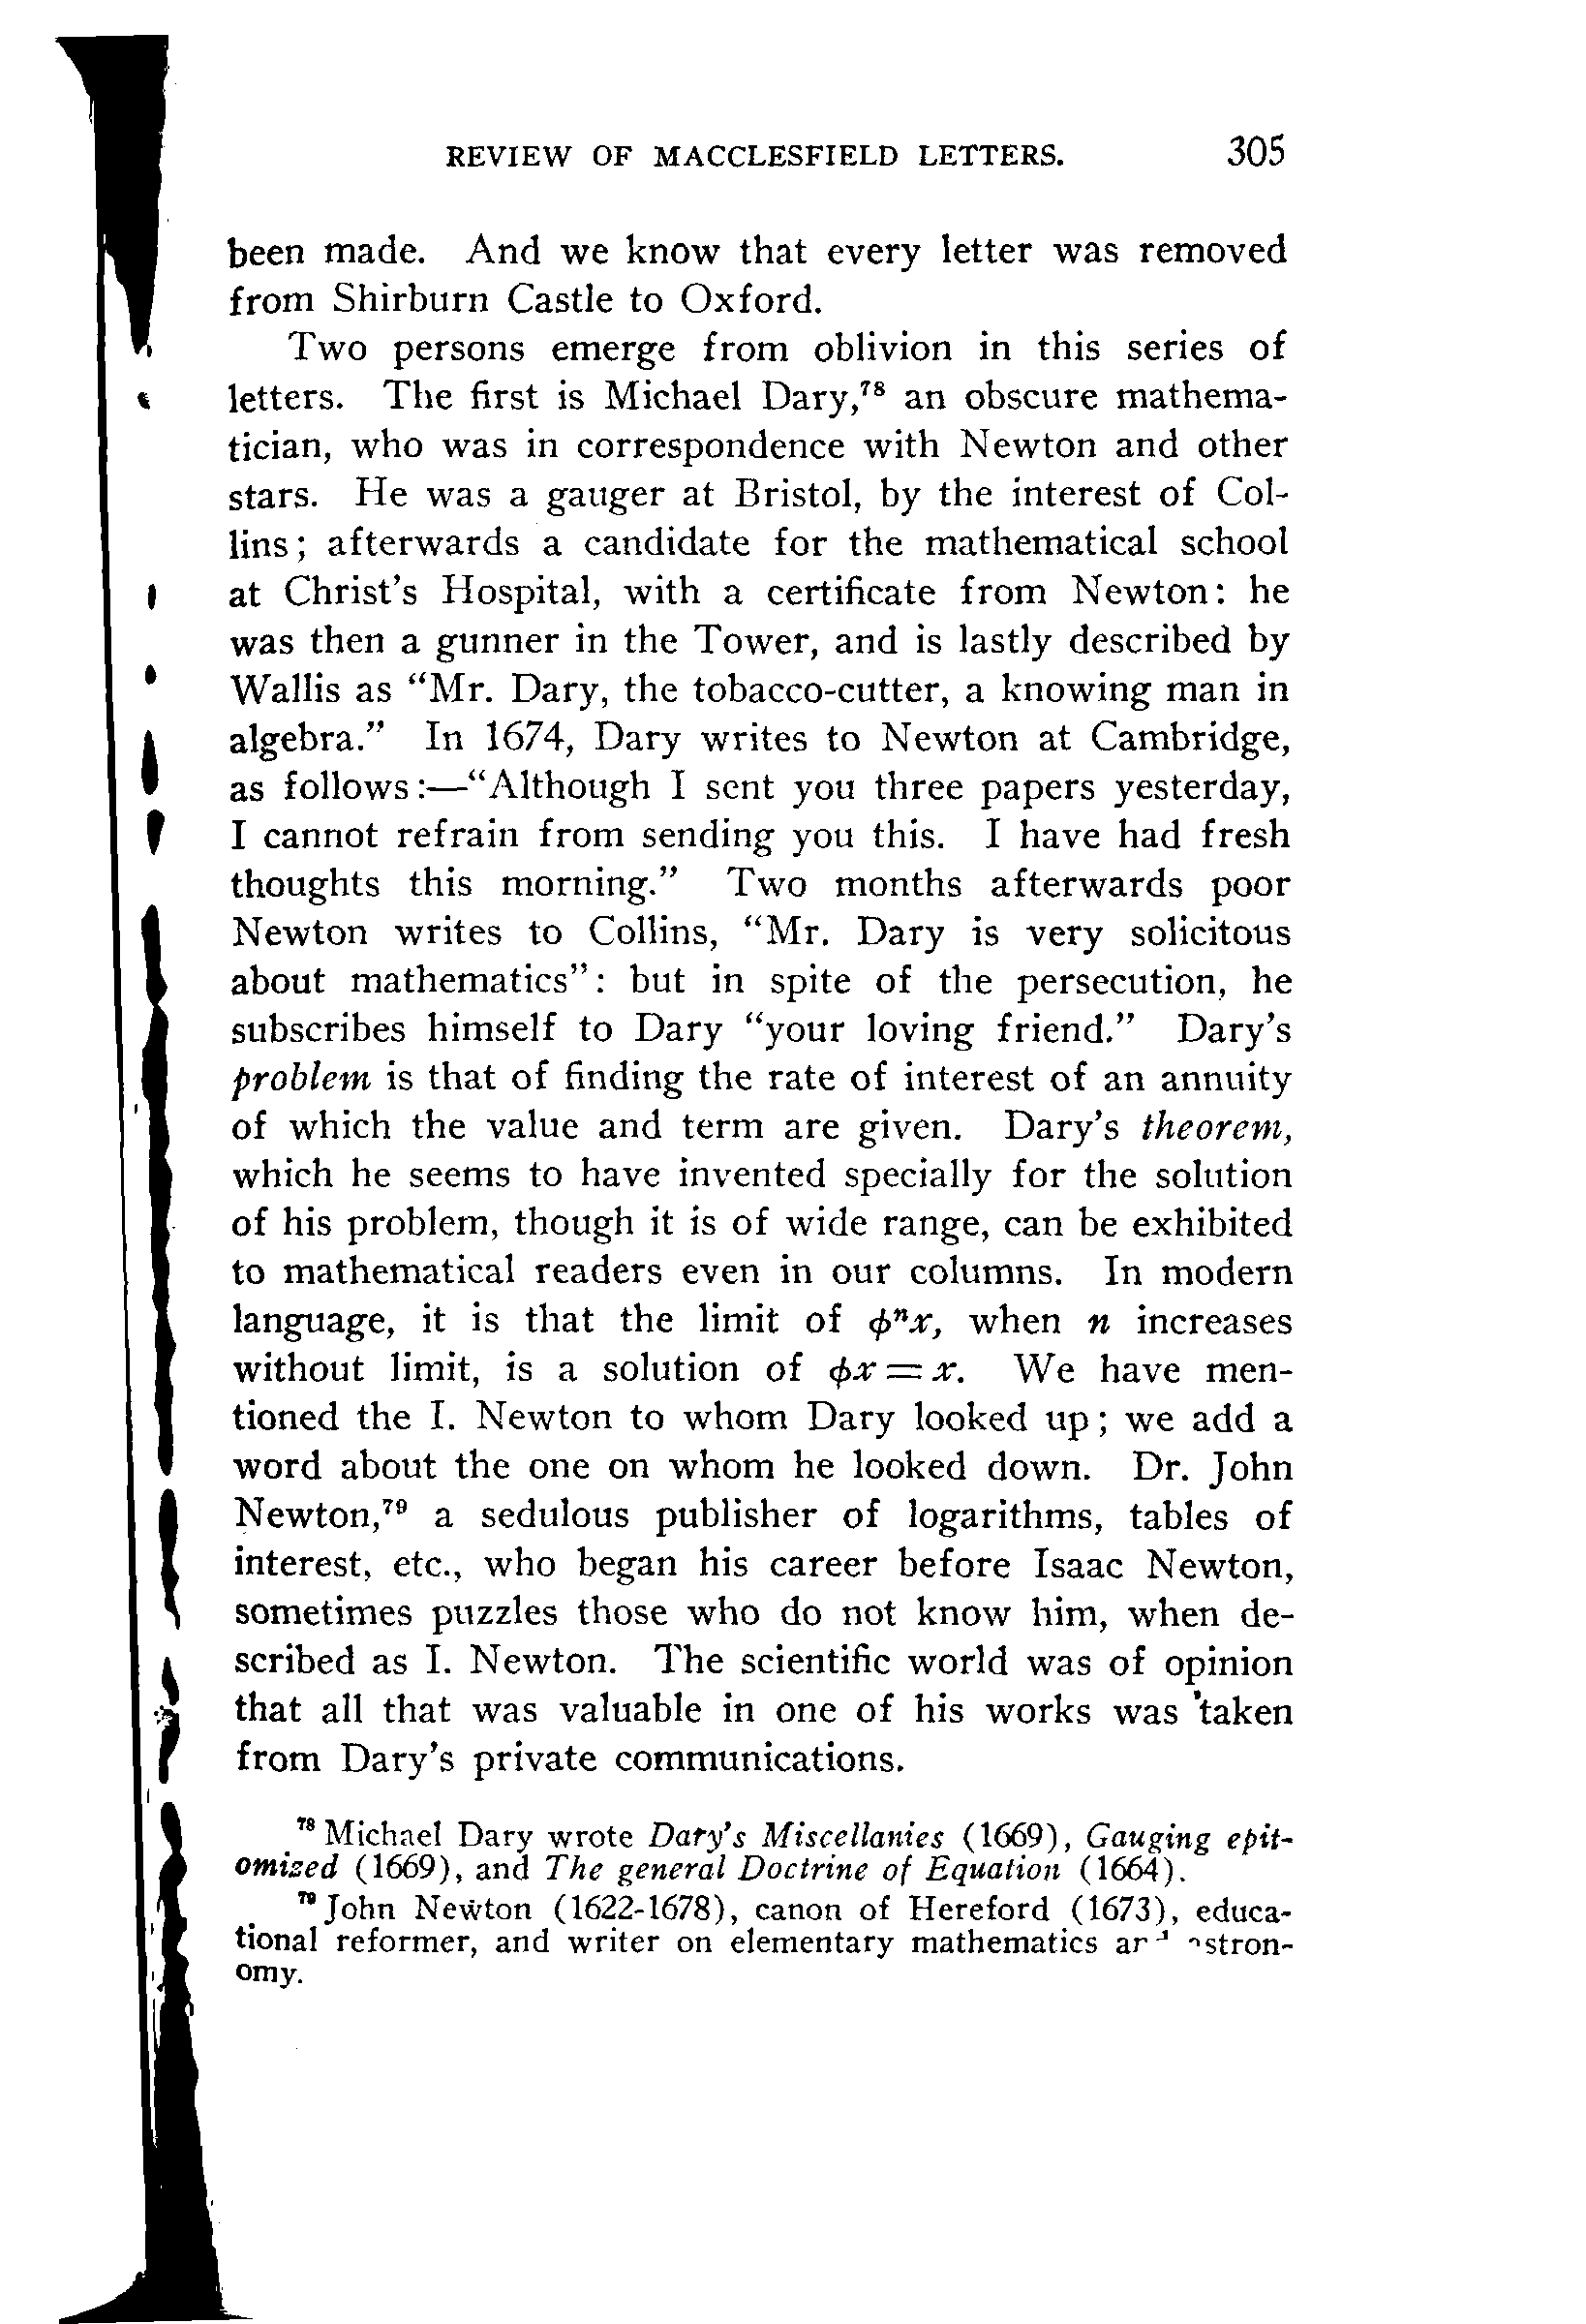 REVIEW OF MACCLESFIELD LETTERS. 305
been made. And we know that every letter was removed
from Shirburn Castle to Oxford.
Two persons emerge from oblivion in this series of
letters. The first is Michael Dary,⁷⁸ an obscure mathema-
tician, who was in correspondence with Newton and other
stars. He was a gauger at Bristol, by the interest of Col-
lins; afterwards a candidate for the mathematical school
at Christ's Hospital, with a certificate from Newton: he
was then a gunner in the Tower, and is lastly described by
Wallis as "Mr. Dary, the tobacco-cutter, a knowing man in
algebra." In 1674, Dary writes to Newton at Cambridge,
as follows:—"Although I sent you three papers yesterday,
I cannot refrain from sending you this. I have had fresh
thoughts this morning." Two months afterwards poor
Newton writes to Collins, "Mr. Dary is very solicitous
about mathematics": but in spite of the persecution, he
subscribes himself to Dary "your loving friend." Dary's
problem is that of finding the rate of interest of an annuity
of which the value and term are given. Dary's theorem,
which he seems to have invented specially for the solution
of his problem, though it is of wide range, can be exhibited
to mathematical readers even in our columns. In modern
language, it is that the limit of ϕⁿx, when n increases
without limit, is a solution of ϕx = x. We have men-
tioned the I. Newton to whom Dary looked up; we add a
word about the one on whom he looked down. Dr. John
Newton,⁷⁹ a sedulous publisher of logarithms, tables of
interest, etc., who began his career before Isaac Newton,
sometimes puzzles those who do not know him, when de-
scribed as I. Newton. The scientific world was of opinion
that all that was valuable in one of his works was taken
from Dary's private communications.
⁷⁸ Michael Dary wrote Dary's Miscellanies (1669), Gauging epit-
omized (1669), and The general Doctrine of Equation (1664).
⁷⁹ John Newton (1622-1678), canon of Hereford (1673), educa-
tional reformer, and writer on elementary mathematics stron-
omy.